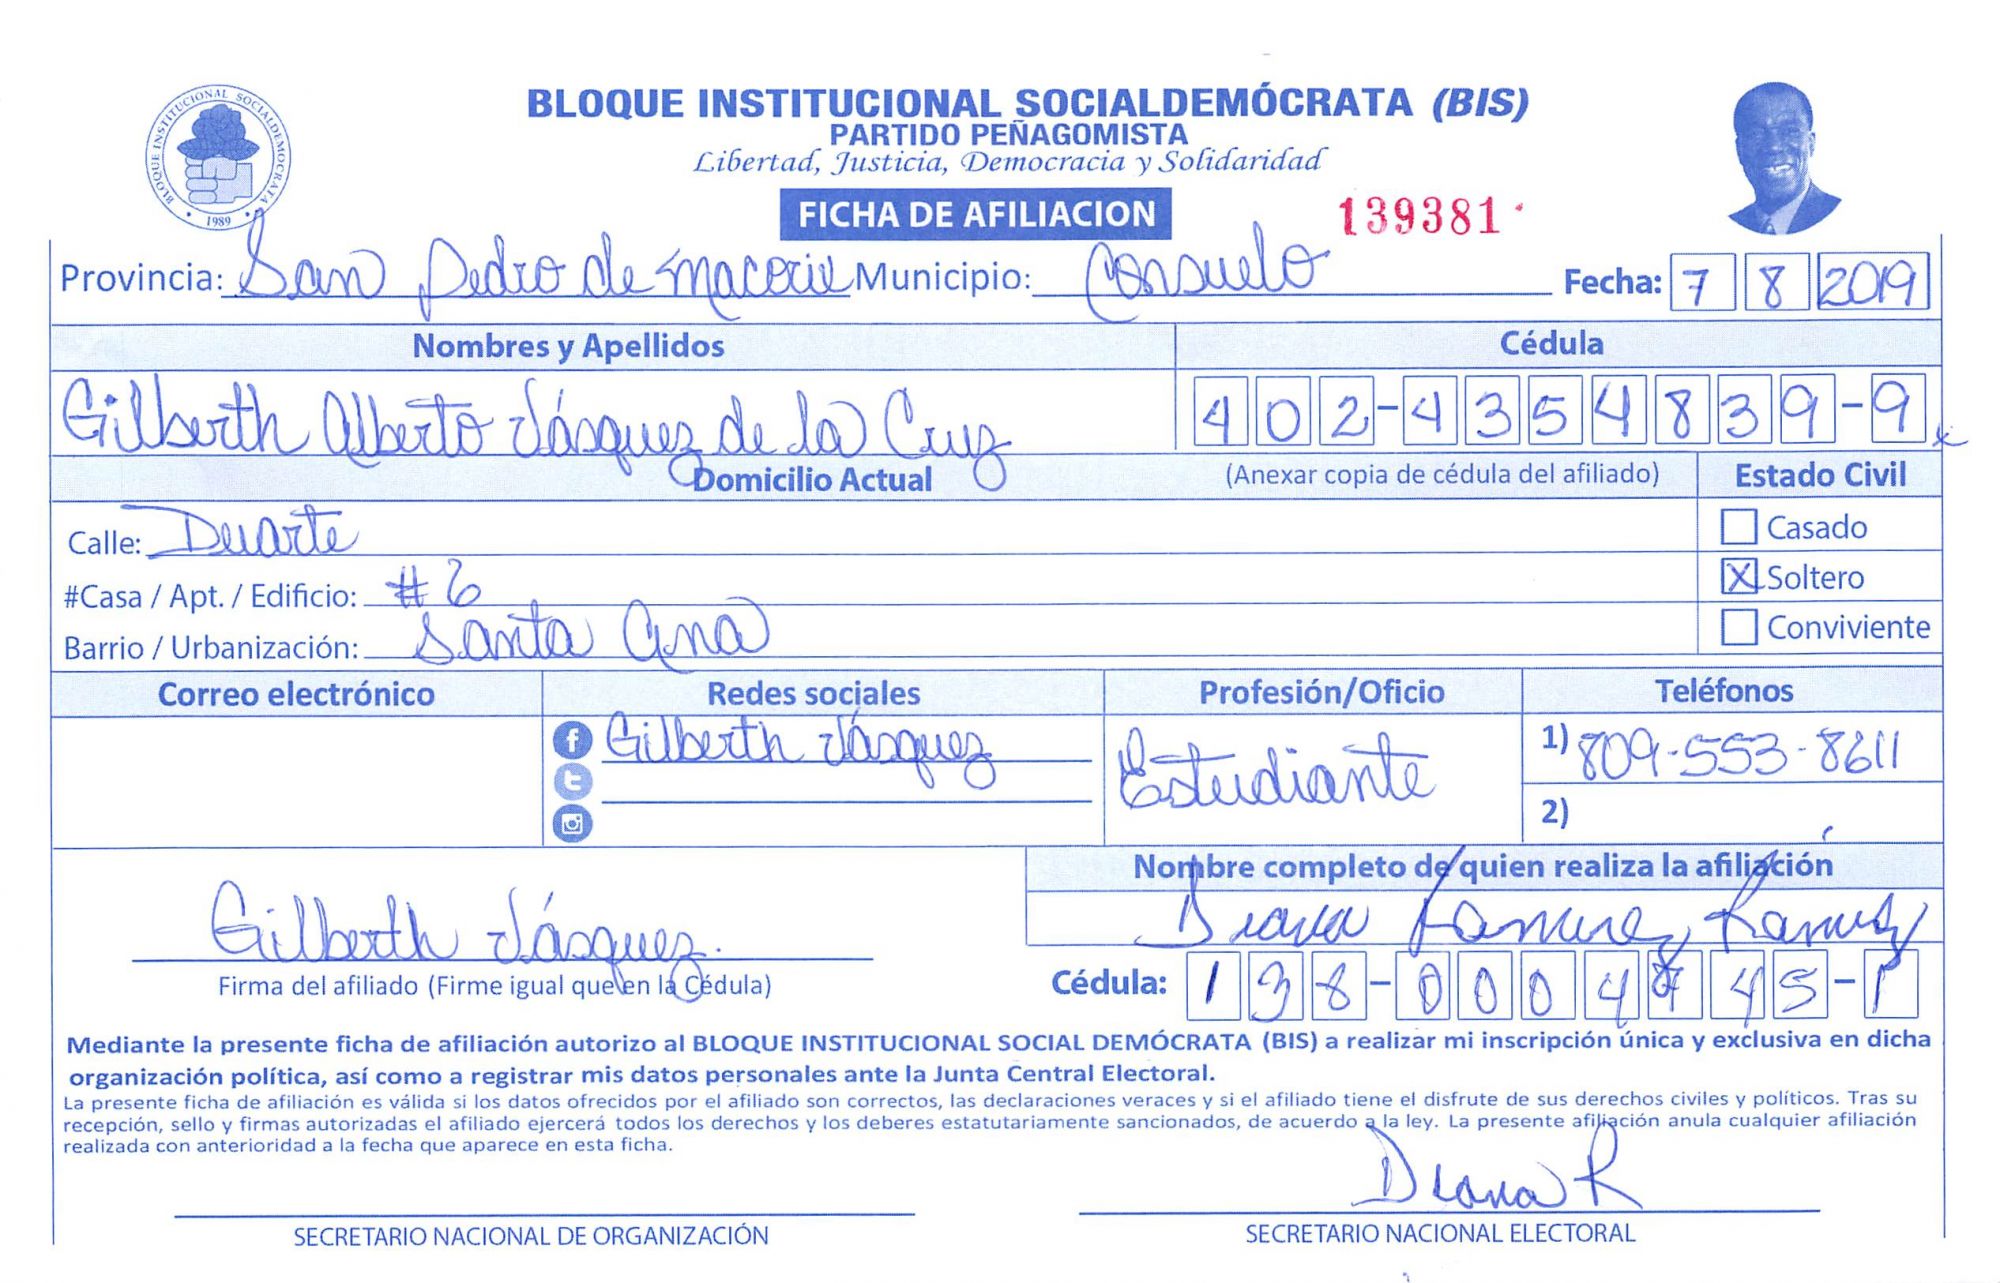 BLOQUE INSTITUCIONAL SOCIALDEMÓCRATA (BIS)
PARTIDO PEÑAGOMISTA
Libertad, Justicia, Democracia y Solidaridad
BLOQUE INSTITUCIONAL SOCIALDEMOCRATA
1989
FICHA DE AFILIACION 139381
Provincia: San Pedro de Macoris Municipio: Consuelo Fecha: 7 8 2019
Nombres y Apellidos Cédula
Gilberth Alberto Vásquez de la Cruz 402-4354839-9
Domicilio Actual (Anexar copia de cédula del afiliado) Estado Civil
Calle: Duarte Casado
#Casa / Apt. / Edificio: #6 X Soltero
Barrio / Urbanización: Santa Ana Conviviente
Correo electrónico Redes sociales Profesión/Oficio Teléfonos
Gilberth Vásquez Estudiante 1) 809-553-8611
2)
Nombre completo de quien realiza la afiliación
Gilberth Vásquez. Diana Ramirez Ramirez
Firma del afiliado (Firme igual que en la Cédula) Cédula: 138-0004 45-1
Mediante la presente ficha de afiliación autorizo al BLOQUE INSTITUCIONAL SOCIAL DEMÓCRATA (BIS) a realizar mi inscripción única y exclusiva en dicha
organización política, así como a registrar mis datos personales ante la Junta Central Electoral.
La presente ficha de afiliación es válida si los datos ofrecidos por el afiliado son correctos, las declaraciones veraces y si el afiliado tiene el disfrute de sus derechos civiles y políticos. Tras su
recepción, sello y firmas autorizadas el afiliado ejercerá todos los derechos y los deberes estatutariamente sancionados, de acuerdo a la ley. La presente afiliación anula cualquier afiliación
realizada con anterioridad a la fecha que aparece en esta ficha.
Diana R
SECRETARIO NACIONAL DE ORGANIZACIÓN SECRETARIO NACIONAL ELECTORAL